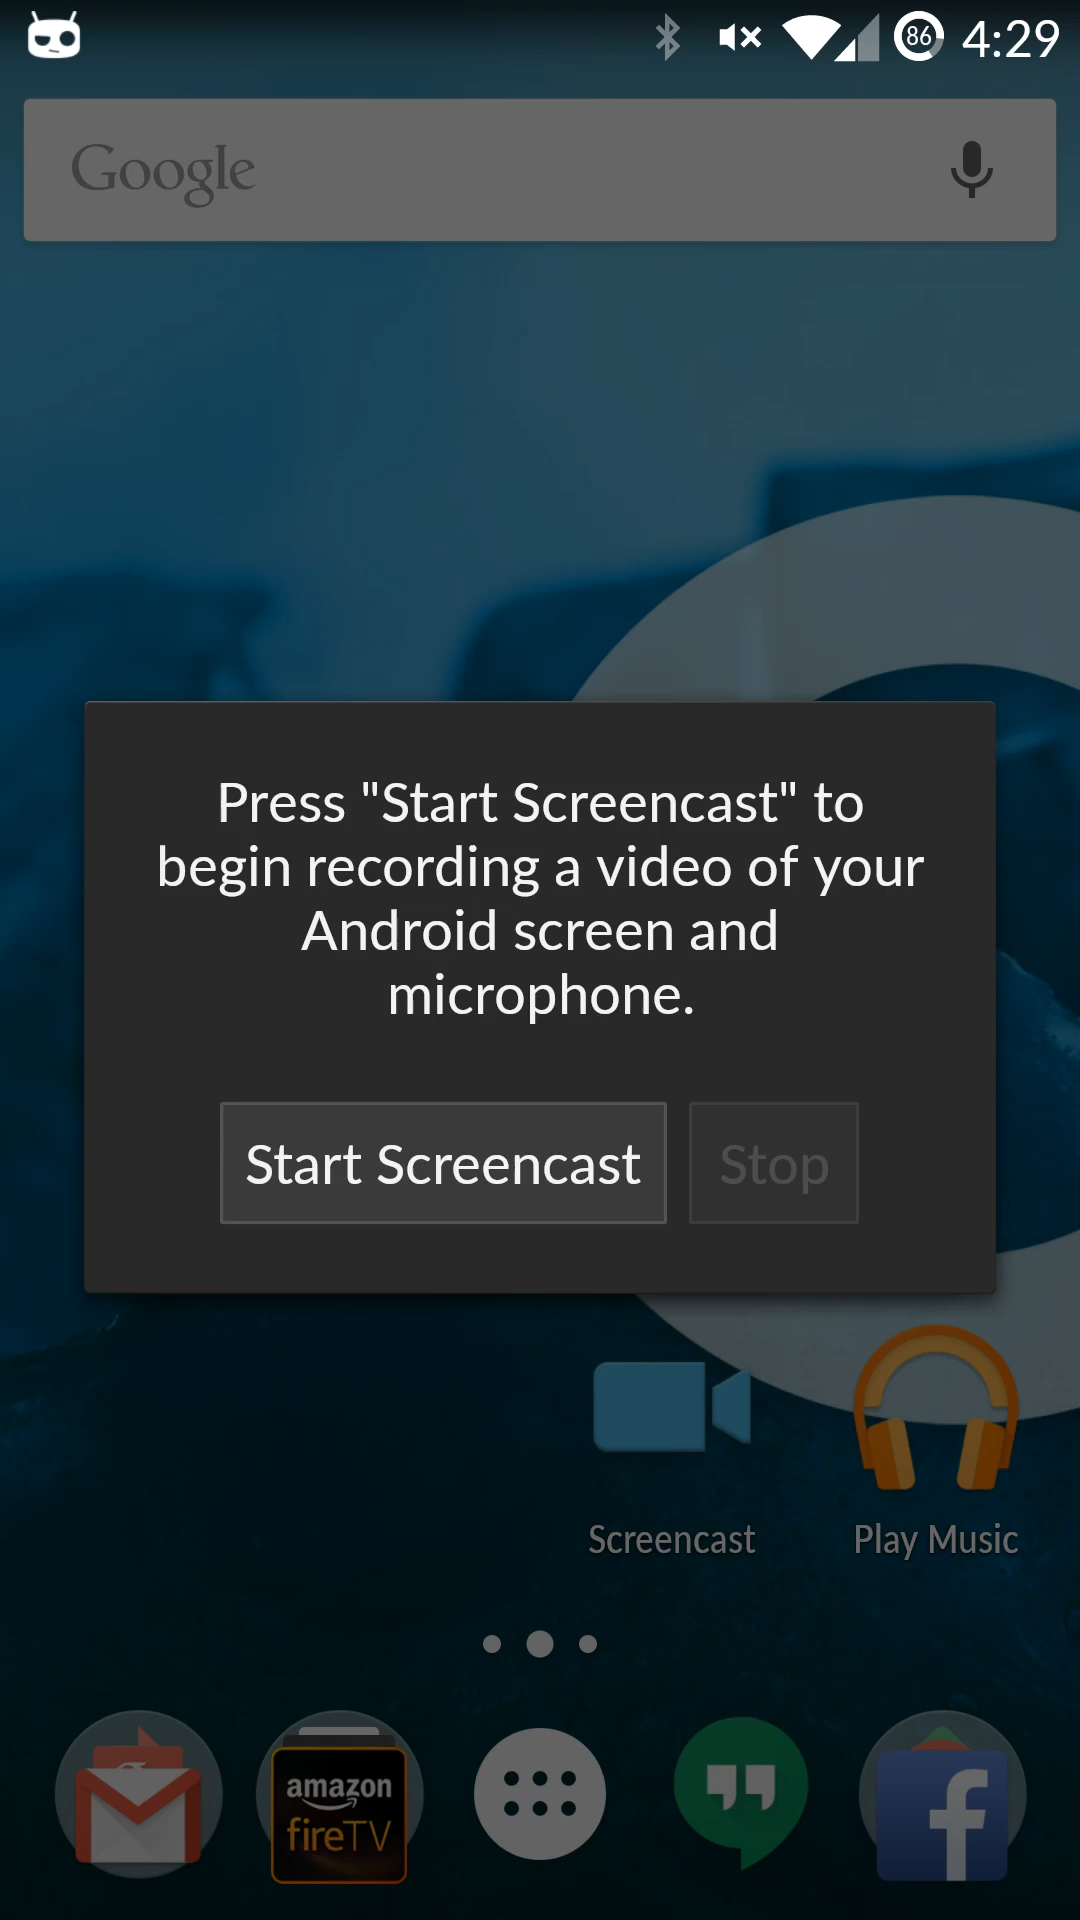 86 4:29
Google
Press "Start Screencast" to
begin recording a video of your
Android screen and
microphone.
Start Screencast Stop
Screencast Play Music
amazon
fireTV
f